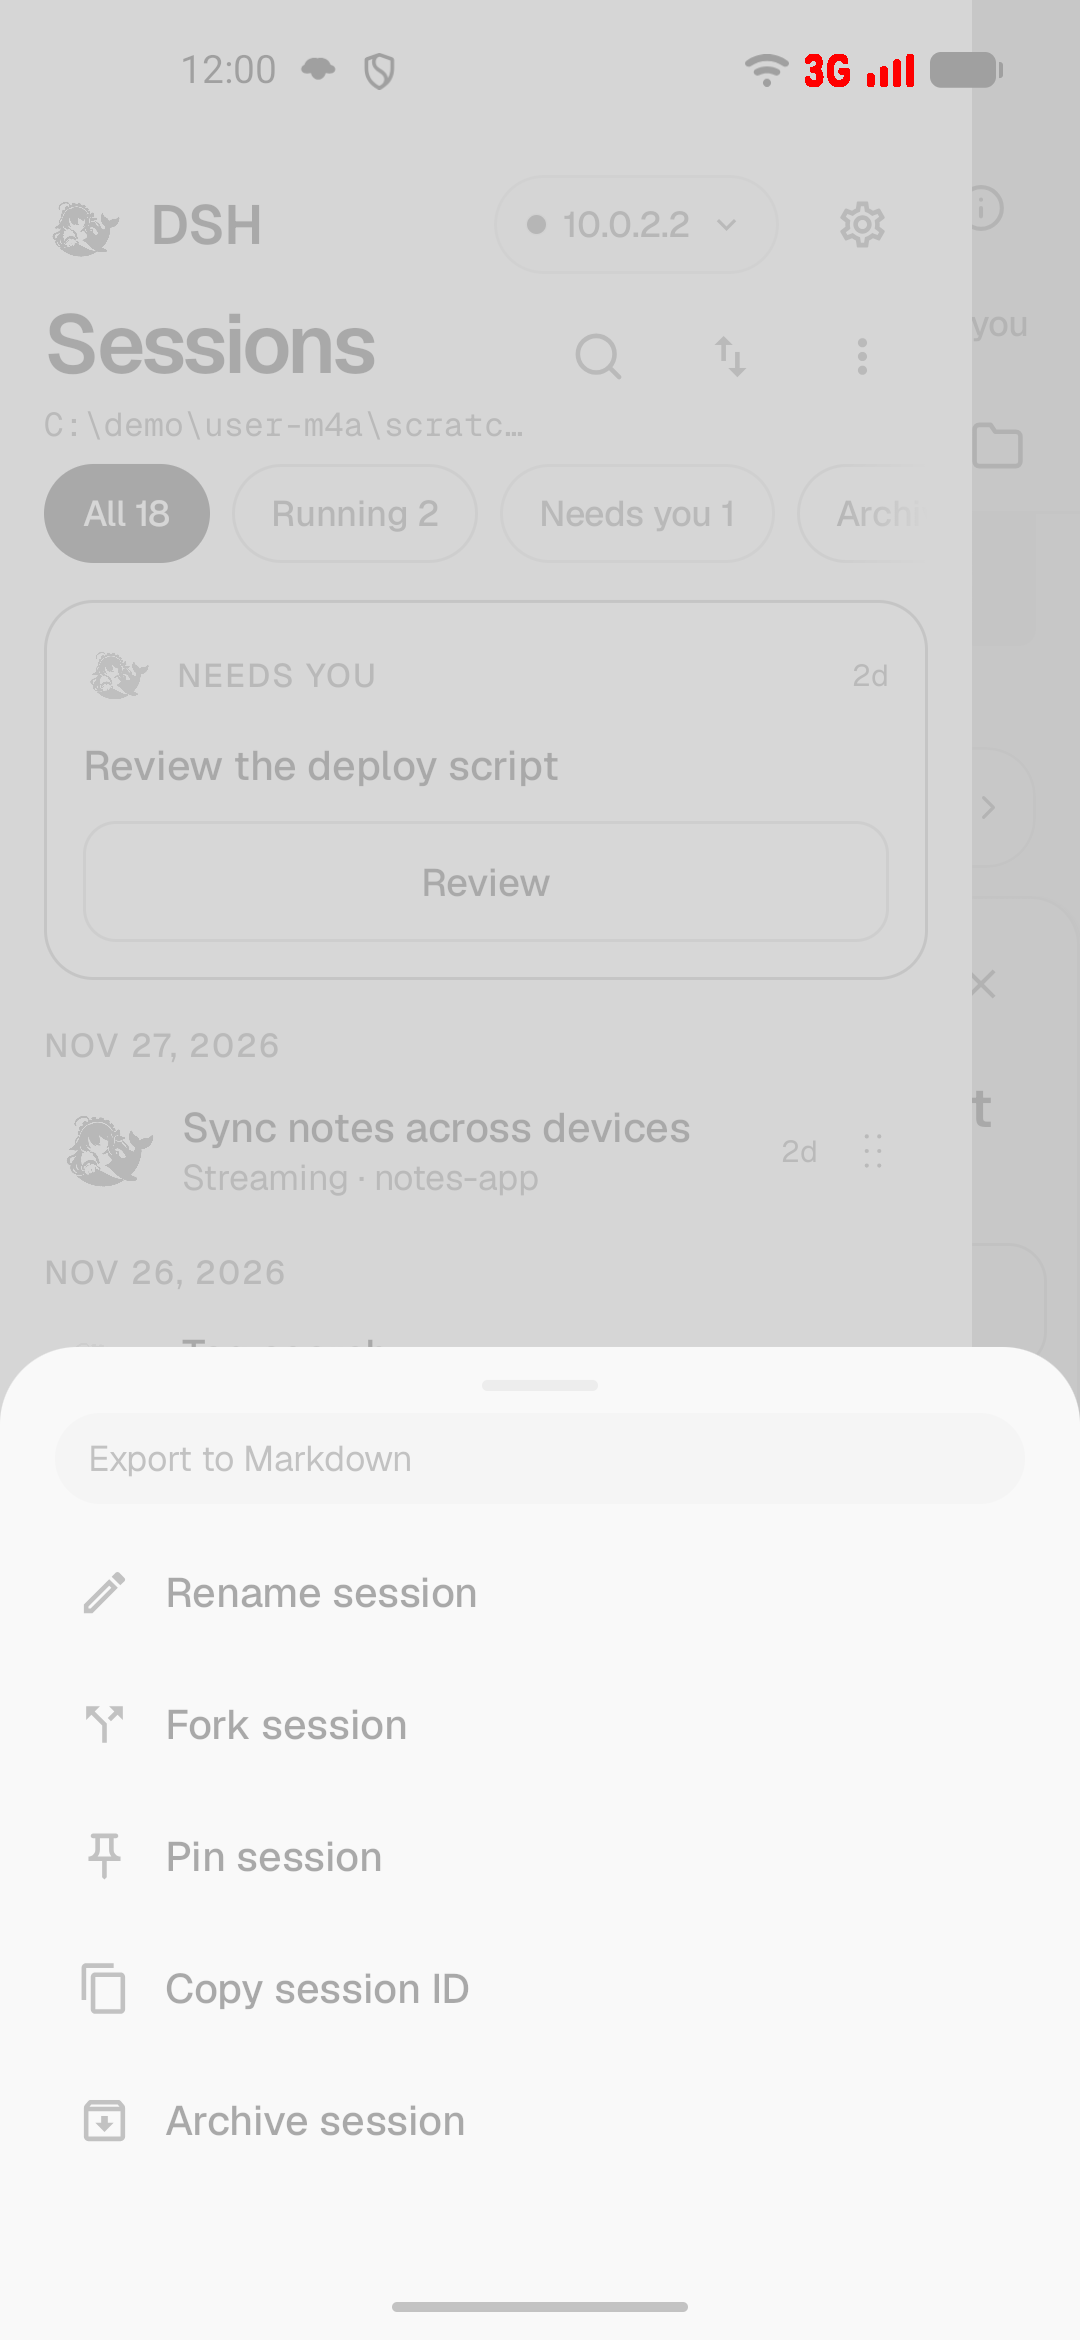 12:00
3G
DSH
10.0.2.2
Sessions
you
C:\demo\user-m4a\scratc…
All 18
Running 2
Needs you 1
Archi
NEEDS YOU
2d
Review the deploy script
Review
NOV 27, 2026
Sync notes across devices
Streaming · notes-app
2d
t
NOV 26, 2026
Export to Markdown
Rename session
Fork session
Pin session
Copy session ID
Archive session